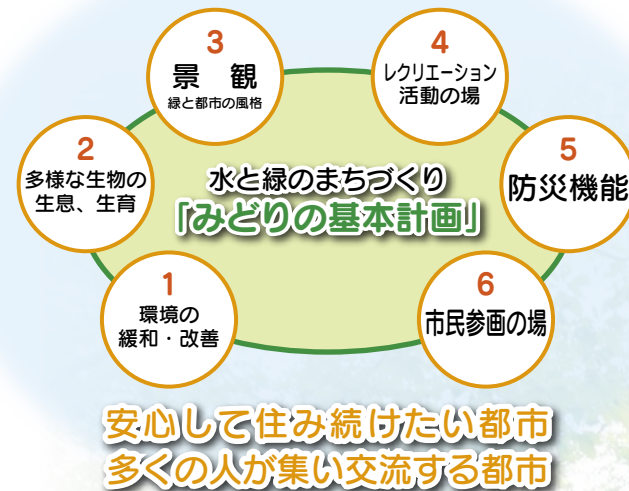 3
景 観
緑と都市の風格
4
レクリエーション
活動の場
2
多様な生物の
生息、生育
5
防災機能
水と緑のまちづくり
「みどりの基本計画」
1
環境の
緩和・改善
6
市民参画の場
安心して住み続けたい都市
多くの人が集い交流する都市